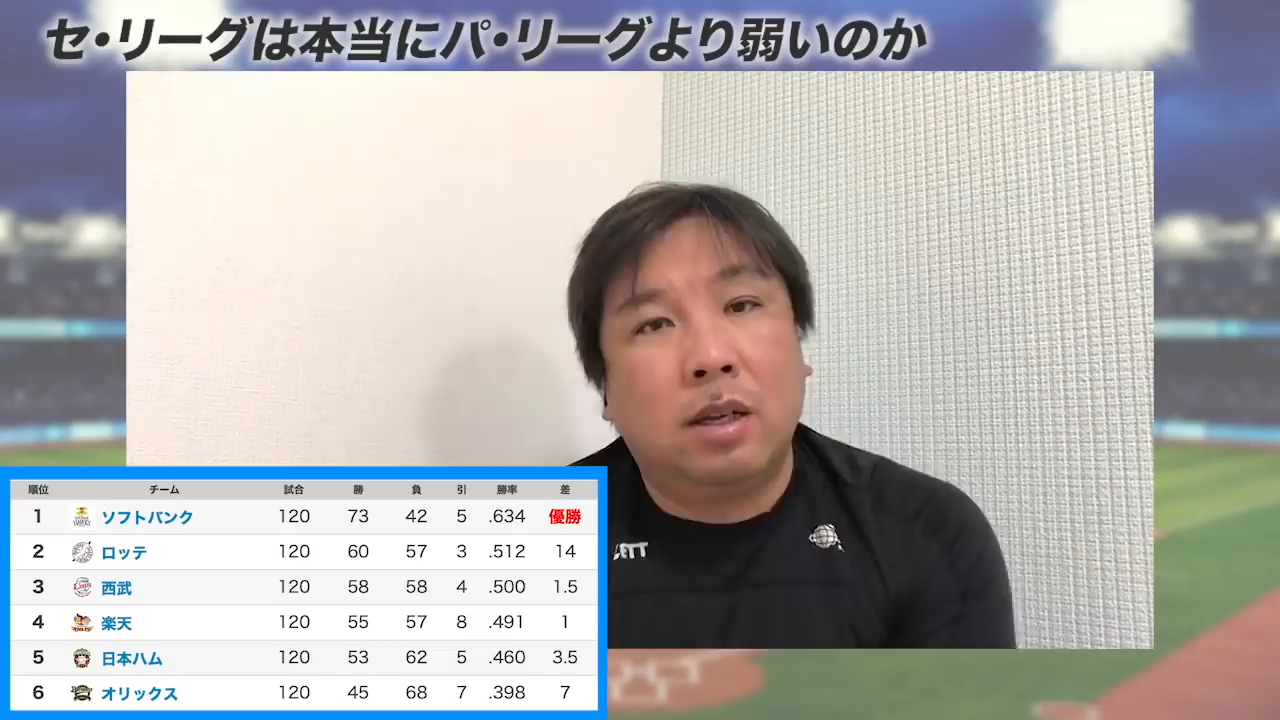 セ・リーグは本当にパ・リーグより弱いのか
順位 チーム 試合 勝 負 引 勝率 差
1 ソフトバンク 120 73 42 5 .634 優勝
2 ロッテ 120 60 57 3 .512 14
3 西武 120 58 58 4 .500 1.5
4 楽天 120 55 57 8 .491 1
5 日本ハム 120 53 62 5 .460 3.5
6 オリックス 120 45 68 7 .398 7
ETT